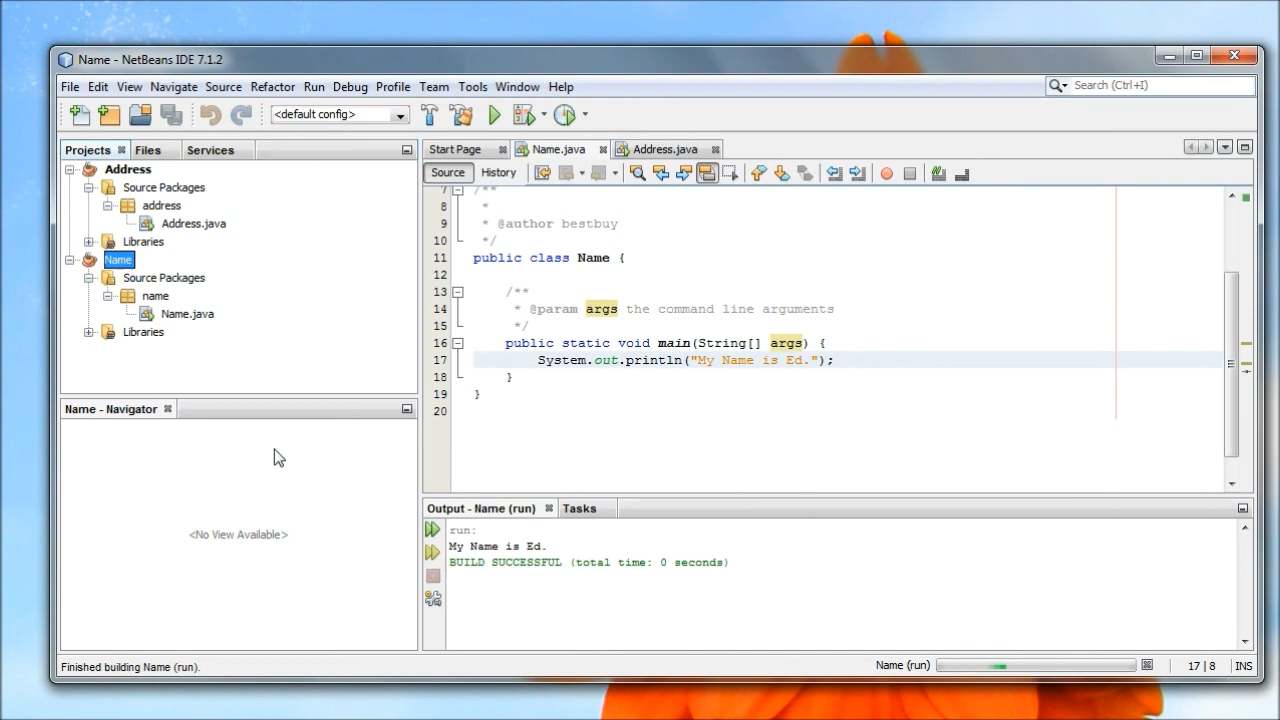 Name - NetBeans IDE 7.1.2
File Edit View Navigate Source Refactor Run Debug Profile Team Tools Window Help
Search (Ctrl+I)
<default config>
Projects Files Services
Address
Source Packages
address
Address.java
Libraries
Name
Source Packages
name
Name.java
Libraries
Name - Navigator
<No View Available>
Start Page Name.java Address.java
Source History
7 /**
8 *
9 * @author bestbuy
10 */
11 public class Name {
12
13 /**
14 * @param args the command line arguments
15 */
16 public static void main(String[] args) {
17 System.out.println("My Name is Ed.");
18 }
19 }
20
Output - Name (run) Tasks
run:
My Name is Ed.
BUILD SUCCESSFUL (total time: 0 seconds)
Finished building Name (run).
Name (run) 17 | 8 INS